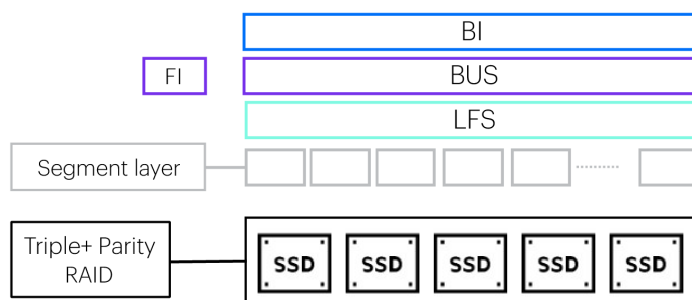 BI
FI
BUS
LFS
Segment layer
Triple+ Parity
RAID
SSD
SSD
SSD
SSD
SSD